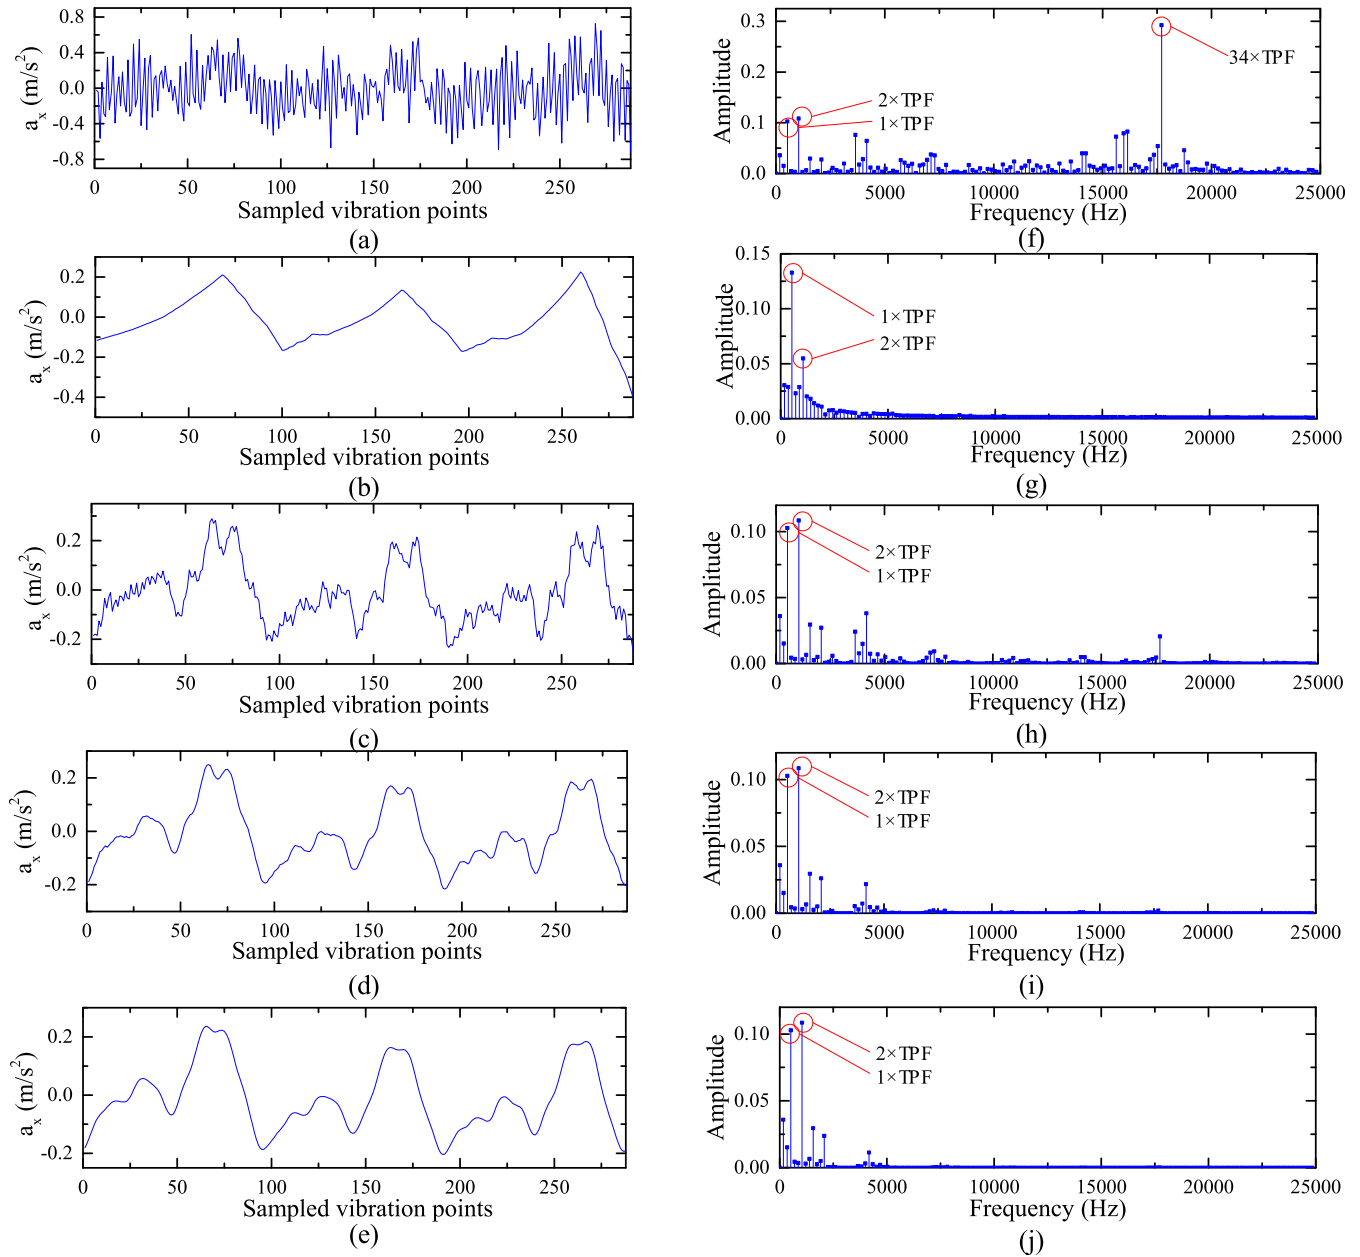 0.8
0.4
0.0
-0.4
-0.8
a_x (m/s²)
0 50 100 150 200 250
Sampled vibration points
(a)
0.3
0.2
0.1
0.0
Amplitude
34×TPF
2×TPF
1×TPF
0 5000 10000 15000 20000 25000
Frequency (Hz)
(f)
0.2
0.0
-0.2
-0.4
a_x (m/s²)
0 50 100 150 200 250
Sampled vibration points
(b)
0.15
0.10
0.05
0.00
Amplitude
1×TPF
2×TPF
0 5000 10000 15000 20000 25000
Frequency (Hz)
(g)
0.2
0.0
-0.2
a_x (m/s²)
0 50 100 150 200 250
Sampled vibration points
(c)
0.10
0.05
0.00
Amplitude
2×TPF
1×TPF
0 5000 10000 15000 20000 25000
Frequency (Hz)
(h)
0.2
0.0
-0.2
a_x (m/s²)
0 50 100 150 200 250
Sampled vibration points
(d)
0.10
0.05
0.00
Amplitude
2×TPF
1×TPF
0 5000 10000 15000 20000 25000
Frequency (Hz)
(i)
0.2
0.0
-0.2
a_x (m/s²)
0 50 100 150 200 250
Sampled vibration points
(e)
0.10
0.05
0.00
Amplitude
2×TPF
1×TPF
0 5000 10000 15000 20000 25000
Frequency (Hz)
(j)